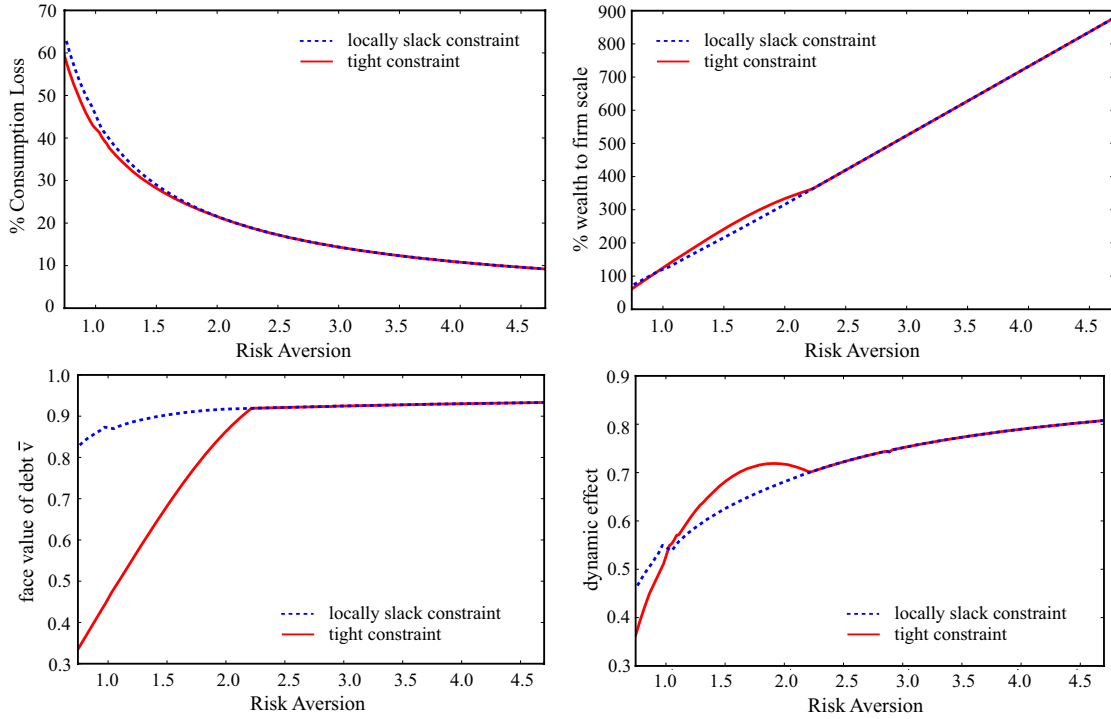 % Consumption Loss
70
60
50
40
30
20
10
0
locally slack constraint
tight constraint
1.0 1.5 2.0 2.5 3.0 3.5 4.0 4.5
Risk Aversion
% wealth to firm scale
900
800
700
600
500
400
300
200
100
0
locally slack constraint
tight constraint
1.0 1.5 2.0 2.5 3.0 3.5 4.0 4.5
Risk Aversion
face value of debt v̄
1.0
0.9
0.8
0.7
0.6
0.5
0.4
0.3
locally slack constraint
tight constraint
1.0 1.5 2.0 2.5 3.0 3.5 4.0 4.5
Risk Aversion
dynamic effect
0.9
0.8
0.7
0.6
0.5
0.4
0.3
locally slack constraint
tight constraint
1.0 1.5 2.0 2.5 3.0 3.5 4.0 4.5
Risk Aversion